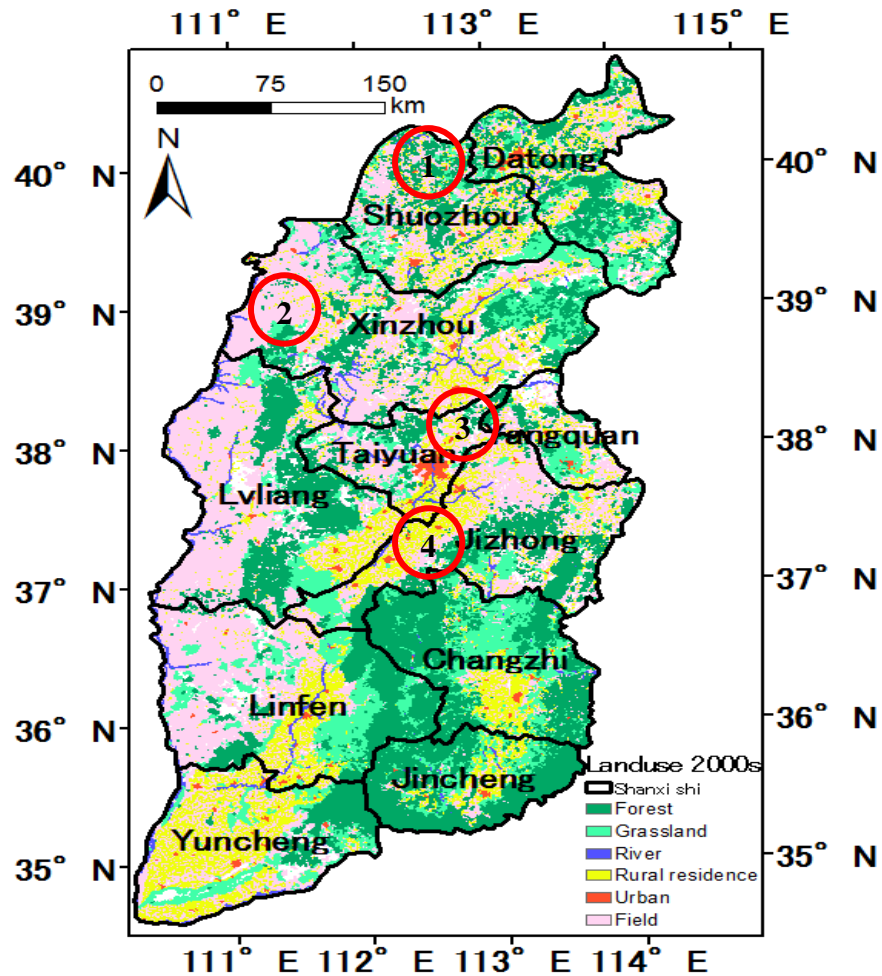 111° E 113° E 115° E
0 75 150
km
N
40° N
40° N
39° N
39° N
38° N
38° N
37° N
37° N
36° N
36° N
35° N
35° N
1
Datong
Shuozhou
2
Xinzhou
3
Yangquan
Taiyuan
Lvliang
4
Jizhong
Changzhi
Linfen
Jincheng
Yuncheng
Landuse 2000s
Shanxi shi
Forest
Grassland
River
Rural residence
Urban
Field
111° E 112° E 113° E 114° E